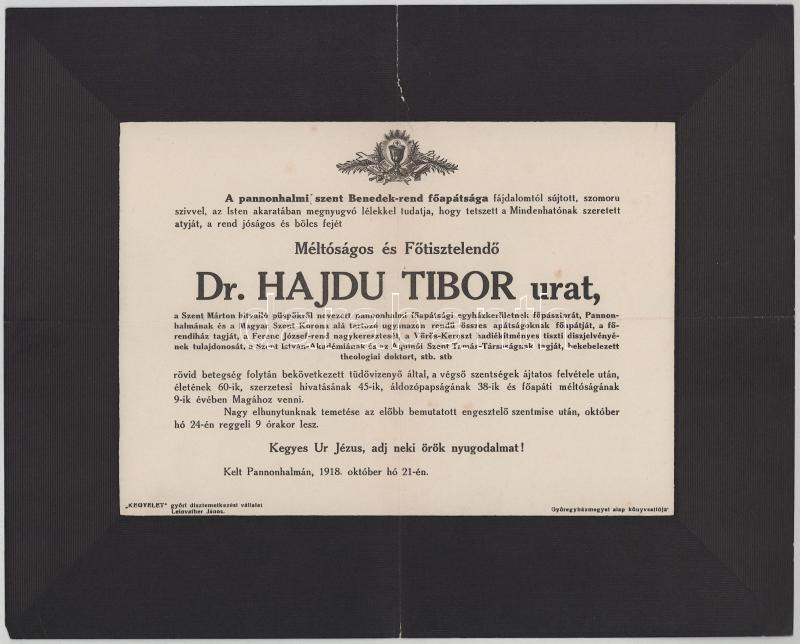 A pannonhalmi szent Benedek-rend főapátsága fájdalomtól sújtott, szomoru
szivvel, az Isten akaratában megnyugvó lélekkel tudatja, hogy tetszett a Mindenhatónak szeretett
atyját, a rend jóságos és bölcs fejét
Méltóságos és Főtisztelendő
Dr. HAJDU TIBOR urat,
a Szent Márton hitvalló püspökről nevezett pannonhalmi főapátsági egyházkerületnek főpásztorát, Pannon-
halmának és a Magyar Szent Korona alá tartozó ugyanazon rendű összes apátságoknak főapátját, a fő-
rendiház tagját, a Ferenc József-rend nagykeresztesét, a Vörös-Kereszt hadiékítményes tiszti díszjelvényé-
nek tulajdonosát, a Szent István-Akadémiának és az Aquinói Szent Tamás-Társaságnak tagját, bekebelezett
theologiai doktort, stb. stb
rövid betegség folytán bekövetkezett tüdővizenyő által, a végső szentségek ájtatos felvétele után,
életének 60-ik, szerzetesi hivatásának 45-ik, áldozópapságának 38-ik és főapáti méltóságának
9-ik évében Magához venni.
Nagy elhunytunknak temetése az előbb bemutatott engesztelő szentmise után, október
hó 24-én reggeli 9 órakor lesz.
Kegyes Ur Jézus, adj neki örök nyugodalmat!
Kelt Pannonhalmán, 1918. október hó 21-én.
„KEGYELET" győri disztemetkezési vállalat
János.
Győregyházmegyei alap könyvsajtója